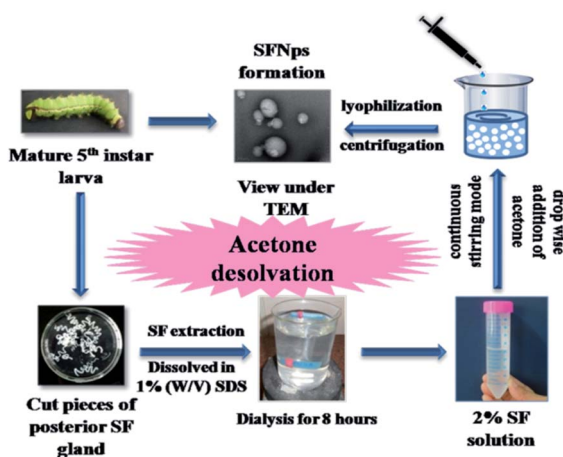 SFNps
formation
Mature 5th instar
larva
lyophilization
centrifugation
View under
TEM
Acetone
desolvation
continuous
stirring mode
drop wise
addition of
acetone
SF extraction
Dissolved in
1% (W/V) SDS
Cut pieces of
posterior SF
gland
Dialysis for 8 hours
2% SF
solution